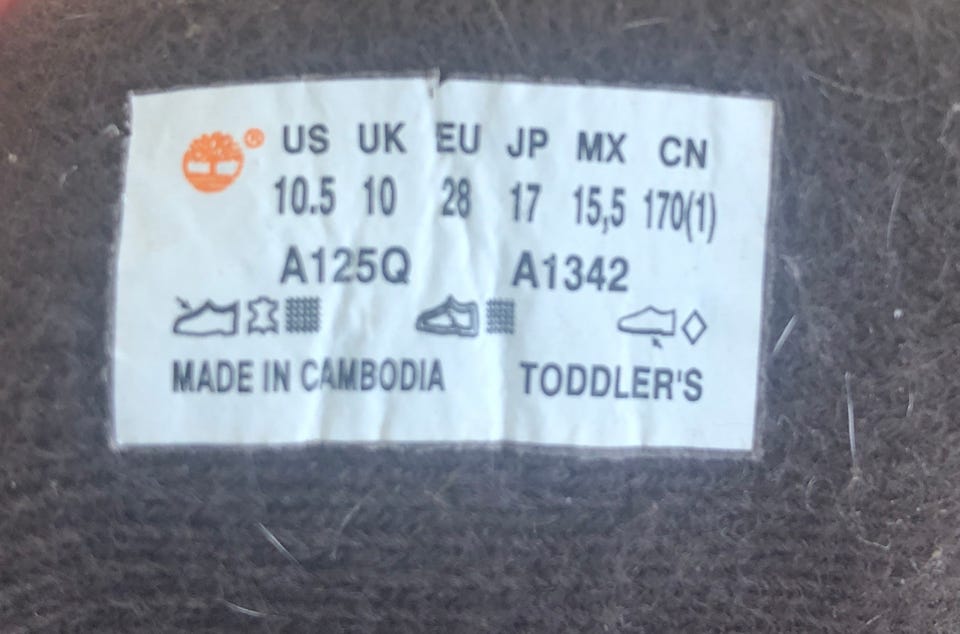 ® US UK EU JP MX CN
10.5 10 28 17 15,5 170(1)
A125Q A1342
MADE IN CAMBODIA TODDLER'S